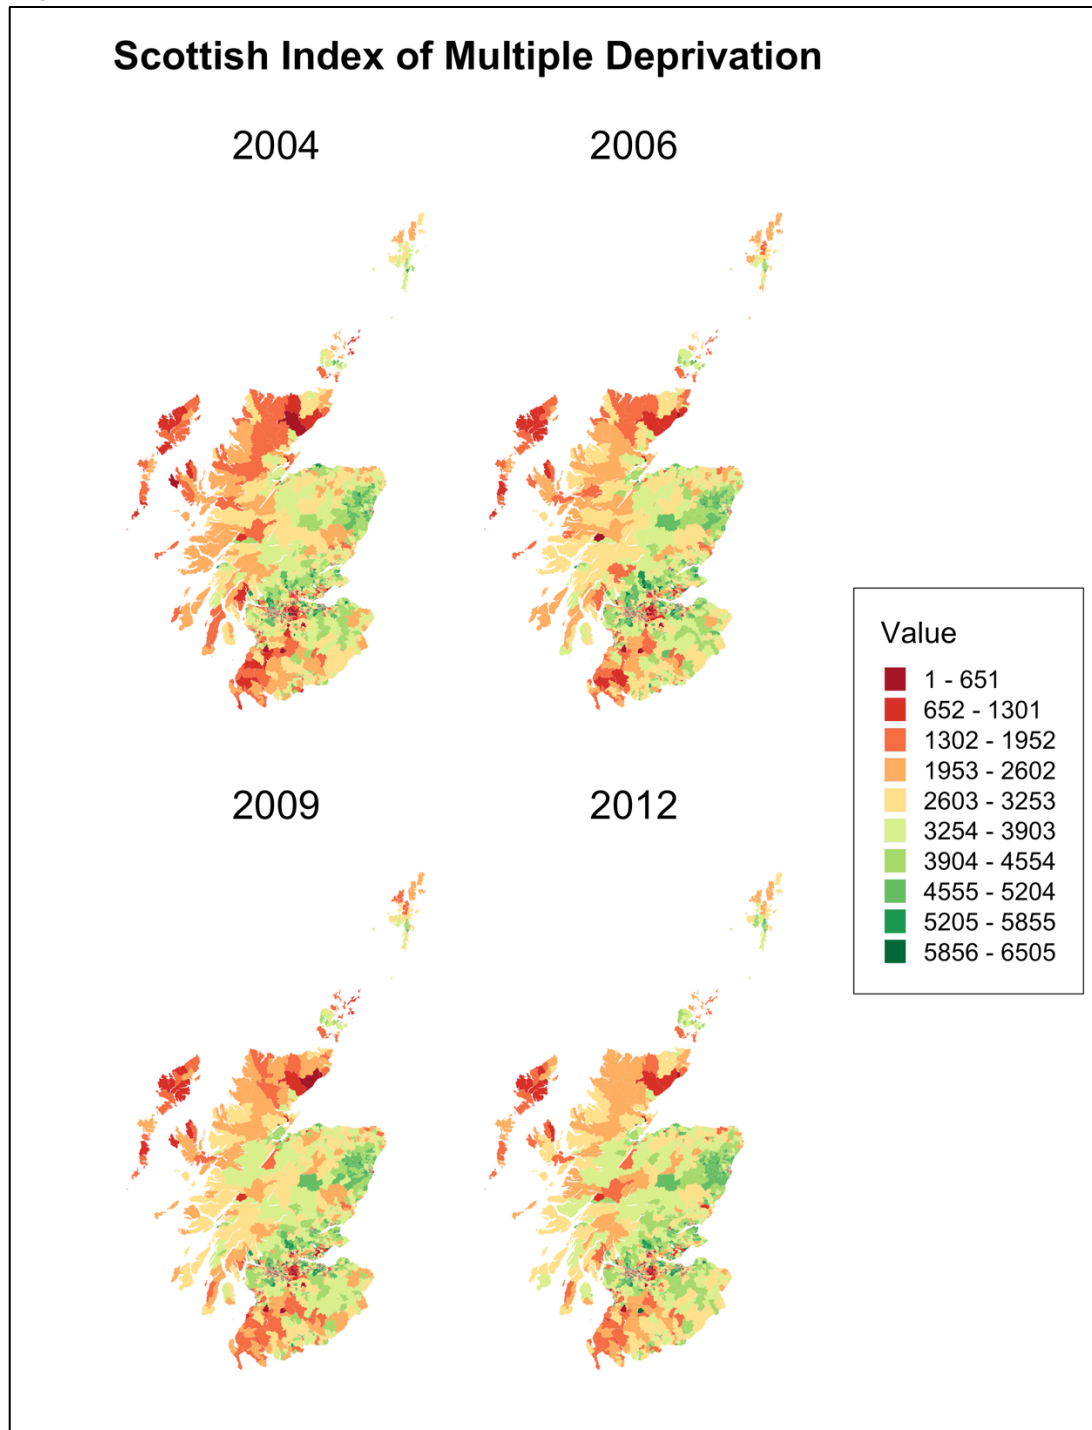 Scottish Index of Multiple Deprivation
2004
2006
2009
2012
Value
1 - 651
652 - 1301
1302 - 1952
1953 - 2602
2603 - 3253
3254 - 3903
3904 - 4554
4555 - 5204
5205 - 5855
5856 - 6505